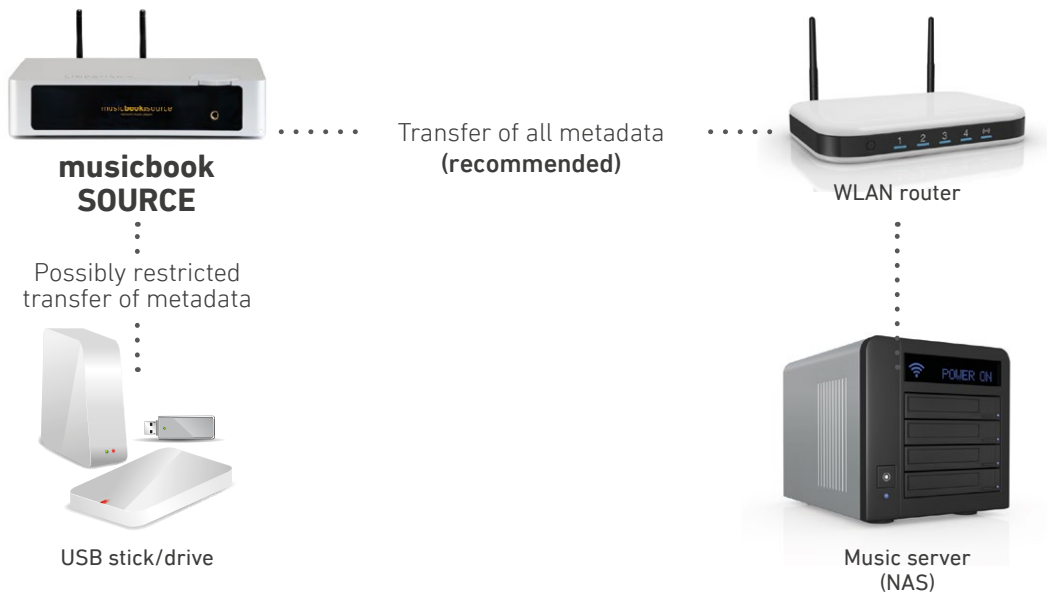 musicbooksource
Transfer of all metadata
(recommended)
1 2 3 4
musicbook
SOURCE
WLAN router
Possibly restricted
transfer of metadata
POWER ON
USB stick/drive
Music server
(NAS)